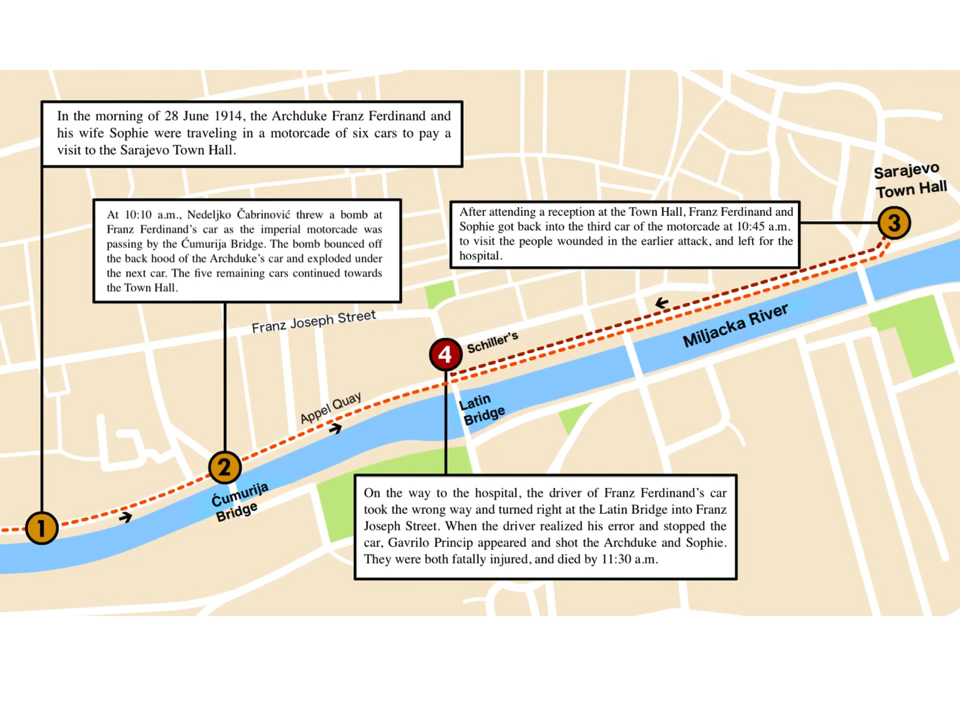 In the morning of 28 June 1914, the Archduke Franz Ferdinand and
his wife Sophie were traveling in a motorcade of six cars to pay a
visit to the Sarajevo Town Hall.
At 10:10 a.m., Nedeljko Čabrinović threw a bomb at
Franz Ferdinand's car as the imperial motorcade was
passing by the Ćumurija Bridge. The bomb bounced off
the back hood of the Archduke's car and exploded under
the next car. The five remaining cars continued towards
the Town Hall.
After attending a reception at the Town Hall, Franz Ferdinand and
Sophie got back into the third car of the motorcade at 10:45 a.m.
to visit the people wounded in the earlier attack, and left for the
hospital.
Sarajevo
Town Hall
3
Franz Joseph Street
Miljacka River
4
Schiller's
Appel Quay
Latin
Bridge
2
Ćumurija
Bridge
1
On the way to the hospital, the driver of Franz Ferdinand's car
took the wrong way and turned right at the Latin Bridge into Franz
Joseph Street. When the driver realized his error and stopped the
car, Gavrilo Princip appeared and shot the Archduke and Sophie.
They were both fatally injured, and died by 11:30 a.m.